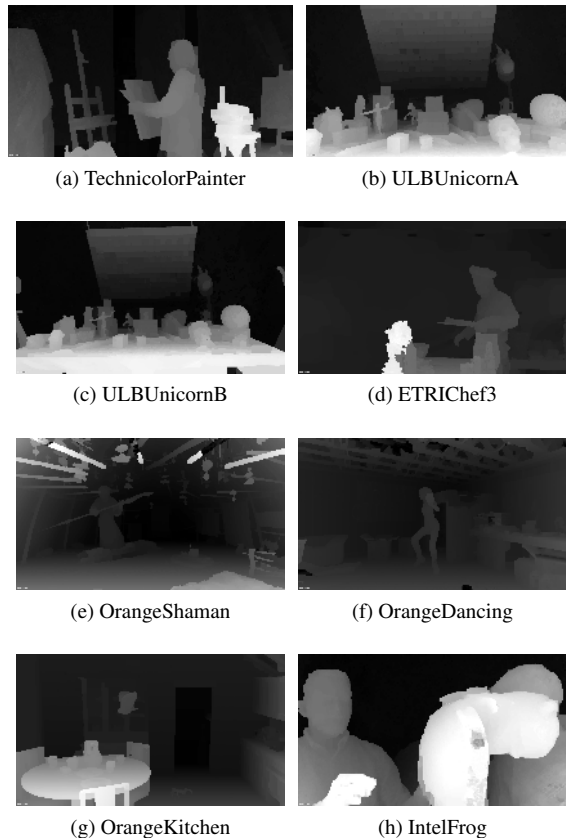 (a) TechnicolorPainter
(b) ULBUnicornA
(c) ULBUnicornB
(d) ETRIChef3
(e) OrangeShaman
(f) OrangeDancing
(g) OrangeKitchen
(h) IntelFrog